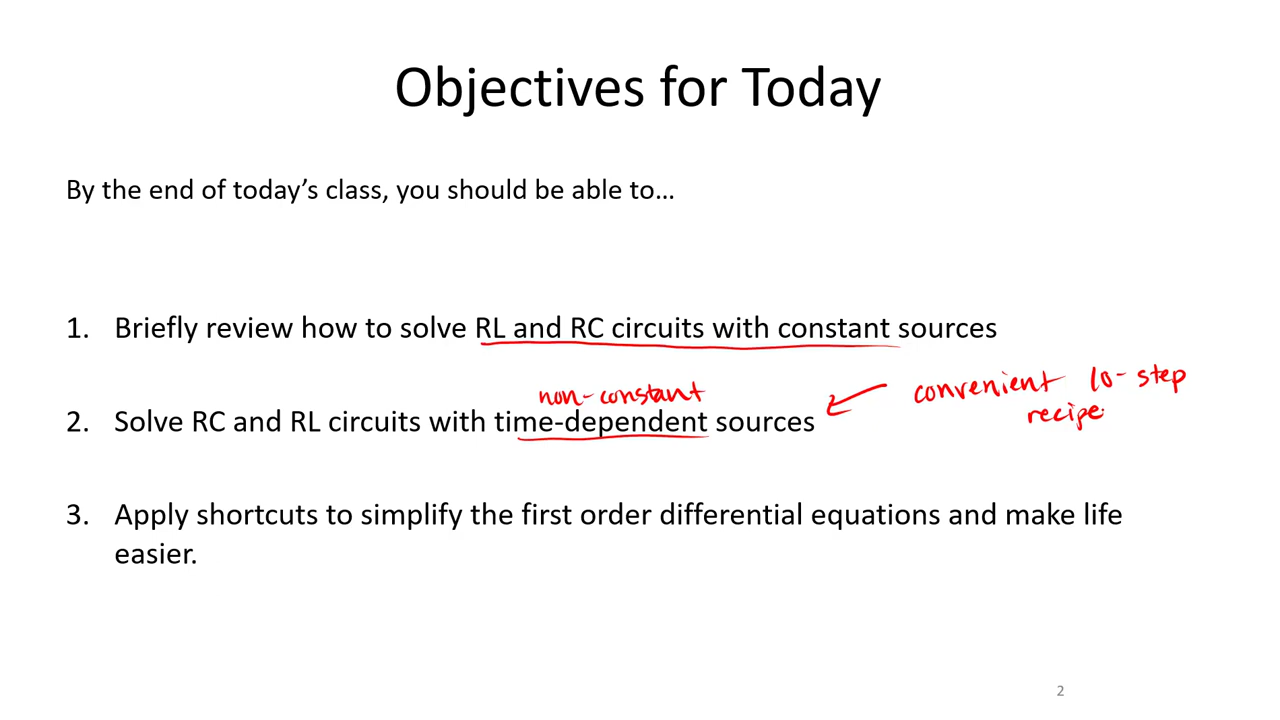 Objectives for Today
By the end of today’s class, you should be able to…
1. Briefly review how to solve RL and RC circuits with constant sources
convenient 10-step
non-constant
recipe
2. Solve RC and RL circuits with time-dependent sources
3. Apply shortcuts to simplify the first order differential equations and make life
easier.
2